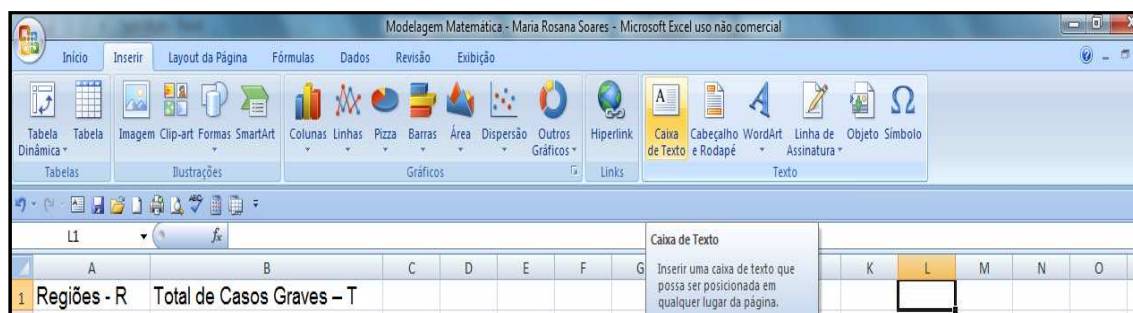 Modelagem Matemática - Maria Rosana Soares - Microsoft Excel uso não comercial
Início Inserir Layout da Página Fórmulas Dados Revisão Exibição
Tabela Dinâmica Tabela Imagem Clip-art Formas SmartArt Colunas Linhas Pizza Barras Área Dispersão Outros Gráficos Hiperlink Caixa de Texto Cabeçalho e Rodapé WordArt Linha de Assinatura Objeto Símbolo
Tabelas Ilustrações Gráficos Links Texto
L1 fx
Caixa de Texto
Inserir uma caixa de texto que
possa ser posicionada em
qualquer lugar da página.
A B C D E F G K L M N O
1 Regiões - R Total de Casos Graves – T